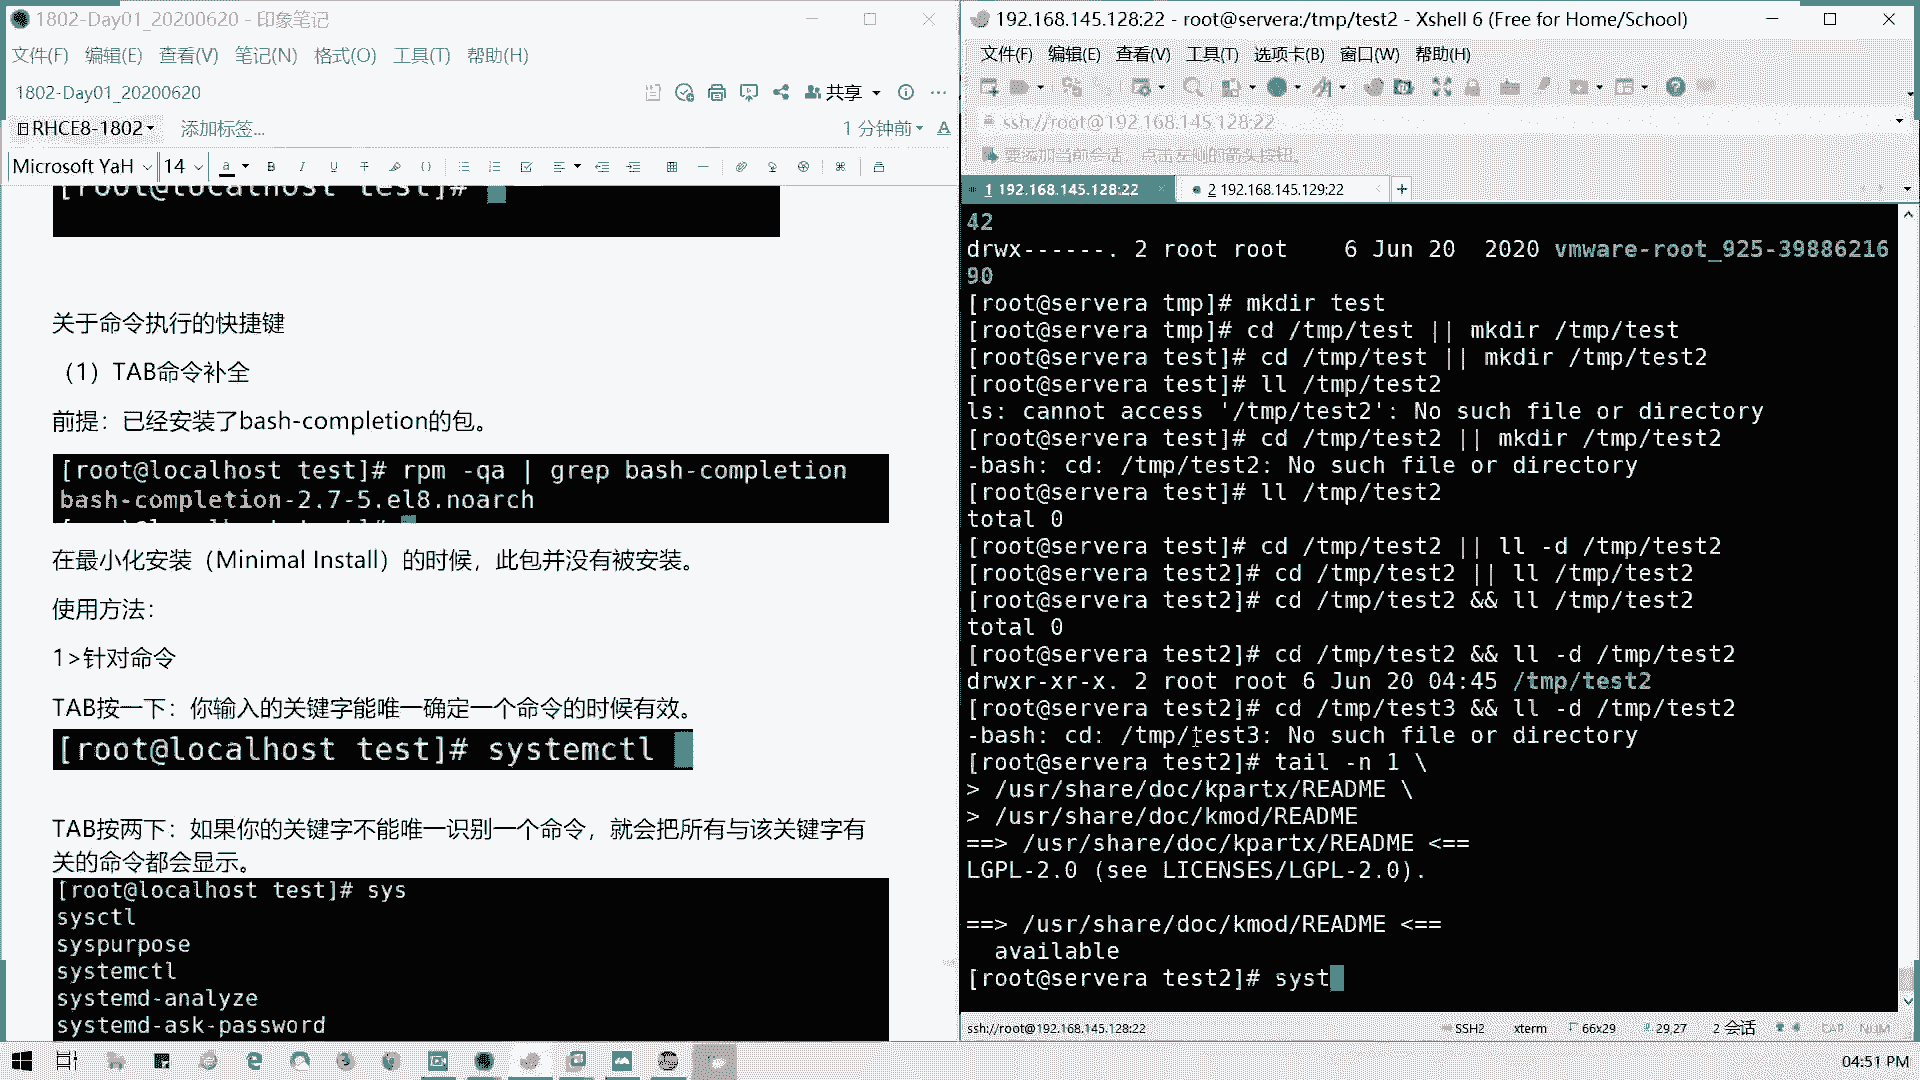 1802-Day01_20200620 - 印象笔记
文件(F) 编辑(E) 查看(V) 笔记(N) 格式(O) 工具(T) 帮助(H)
1802-Day01_20200620
共享
RHCE8-1802
添加标签...
1 分钟前
Microsoft YaH 14
[root@localhost test]#
关于命令执行的快捷键
（1）TAB命令补全
前提：已经安装了bash-completion的包。
[root@localhost test]# rpm -qa | grep bash-completion
bash-completion-2.7-5.el8.noarch
在最小化安装（Minimal Install）的时候，此包并没有被安装。
使用方法：
1>针对命令
TAB按一下：你输入的关键字能唯一确定一个命令的时候有效。
[root@localhost test]# systemctl
TAB按两下：如果你的关键字不能唯一识别一个命令，就会把所有与该关键字有
关的命令都会显示。
[root@localhost test]# sys
sysctl
syspurpose
systemctl
systemd-analyze
systemd-ask-password
192.168.145.128:22 - root@servera:/tmp/test2 - Xshell 6 (Free for Home/School)
文件(F) 编辑(E) 查看(V) 工具(T) 选项卡(B) 窗口(W) 帮助(H)
ssh://root@192.168.145.128:22
要添加当前会话，点击左侧的箭头按钮。
1 192.168.145.128:22
2 192.168.145.129:22
42
drwx------. 2 root root    6 Jun 20  2020 vmware-root_925-39886216
90
[root@servera tmp]# mkdir test
[root@servera tmp]# cd /tmp/test || mkdir /tmp/test
[root@servera test]# cd /tmp/test || mkdir /tmp/test2
[root@servera test]# ll /tmp/test2
ls: cannot access '/tmp/test2': No such file or directory
[root@servera test]# cd /tmp/test2 || mkdir /tmp/test2
-bash: cd: /tmp/test2: No such file or directory
[root@servera test]# ll /tmp/test2
total 0
[root@servera test]# cd /tmp/test2 || ll -d /tmp/test2
[root@servera test2]# cd /tmp/test2 || ll /tmp/test2
[root@servera test2]# cd /tmp/test2 && ll /tmp/test2
total 0
[root@servera test2]# cd /tmp/test2 && ll -d /tmp/test2
drwxr-xr-x. 2 root root 6 Jun 20 04:45 /tmp/test2
[root@servera test2]# cd /tmp/test3 && ll -d /tmp/test2
-bash: cd: /tmp/test3: No such file or directory
[root@servera test2]# tail -n 1 \
> /usr/share/doc/kpartx/README \
> /usr/share/doc/kmod/README
==> /usr/share/doc/kpartx/README <==
LGPL-2.0 (see LICENSES/LGPL-2.0).
==> /usr/share/doc/kmod/README <==
available
[root@servera test2]# syst
ssh://root@192.168.145.128:22
SSH2 xterm 66x29 29,27 2 会话 CAP NUM
04:51 PM